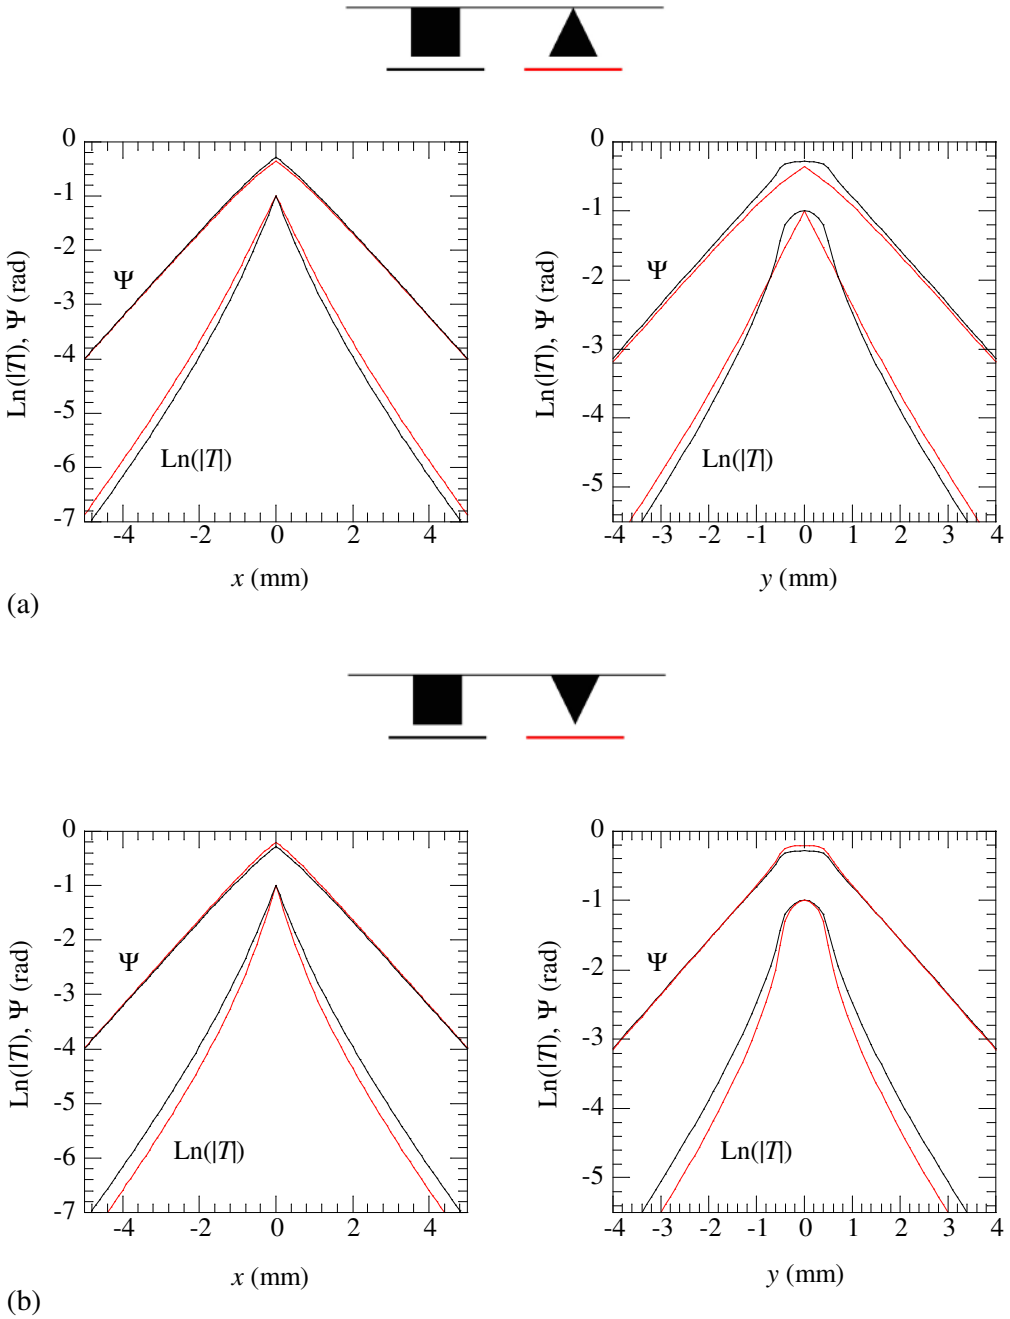 0
-1
-2
-3
-4
-5
-6
-7
Ln(|T|), Ψ (rad)
Ψ
Ln(|T|)
-4 -2 0 2 4
x (mm)
0
-1
-2
-3
-4
-5
Ln(|T|), Ψ (rad)
Ψ
Ln(|T|)
-4 -3 -2 -1 0 1 2 3 4
y (mm)
(a)
0
-1
-2
-3
-4
-5
-6
-7
Ln(|T|), Ψ (rad)
Ψ
Ln(|T|)
-4 -2 0 2 4
x (mm)
0
-1
-2
-3
-4
-5
Ln(|T|), Ψ (rad)
Ψ
Ln(|T|)
-4 -3 -2 -1 0 1 2 3 4
y (mm)
(b)